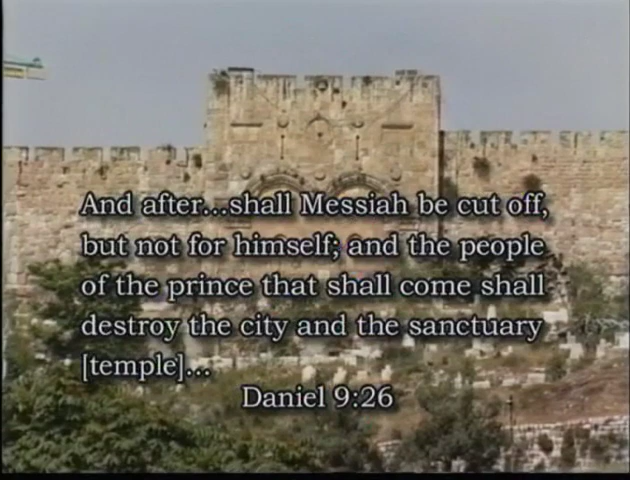 And after...shall Messiah be cut off,
but not for himself; and the people
of the prince that shall come shall
destroy the city and the sanctuary
[temple]...
Daniel 9:26